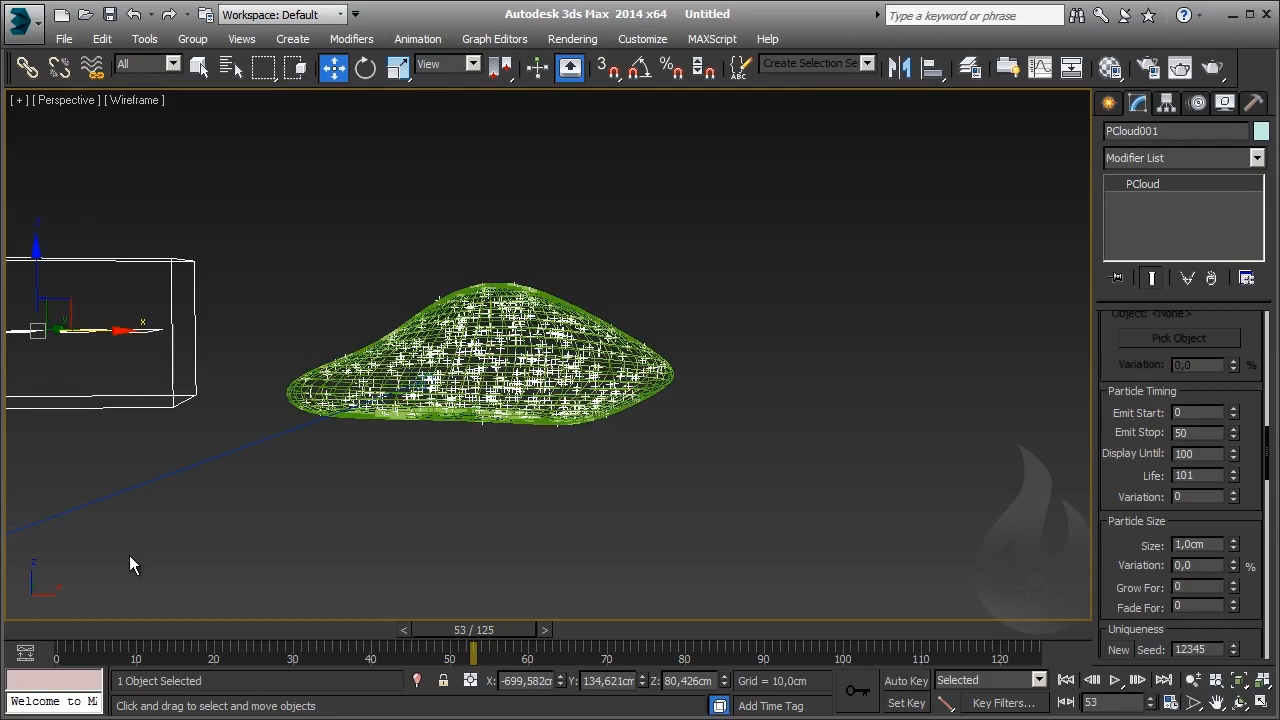 Workspace: Default
Autodesk 3ds Max 2014 x64 Untitled
Type a keyword or phrase
File Edit Tools Group Views Create Modifiers Animation Graph Editors Rendering Customize MAXScript Help
All
View
3
Create Selection Se
[ + ] [ Perspective ] [ Wireframe ]
PCloud001
Modifier List
PCloud
z
y
x
Object: <None>
Pick Object
Variation: 0,0 %
Particle Timing
Emit Start: 0
Emit Stop: 50
Display Until: 100
Life: 101
Variation: 0
Particle Size
Size: 1,0cm
Variation: 0,0 %
Grow For: 0
Fade For: 0
Uniqueness
New Seed: 12345
z
x
< 53 / 125 >
0 10 20 30 40 50 60 70 80 90 100 110 120
1 Object Selected
X: -699,582cm Y: 134,621cm Z: 80,426cm
Grid = 10,0cm
Auto Key
Selected
Welcome to M
Click and drag to select and move objects
Add Time Tag
Set Key
Key Filters...
53